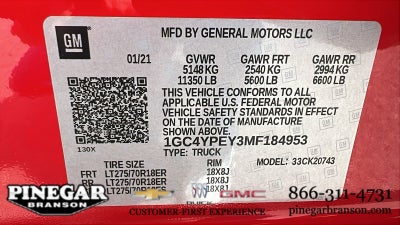 GM
MFD BY GENERAL MOTORS LLC
01/21 GVWR GAWR FRT GAWR RR
5148 KG 2540 KG 2994 KG
11350 LB 5600 LB 6600 LB
THIS VEHICLE CONFORMS TO ALL
APPLICABLE U.S. FEDERAL MOTOR
VEHICLE SAFETY STANDARDS IN EFFECT
ON THE DATE OF MANUFACTURE
SHOWN ABOVE.
130X
1GC4YPEY3MF184953
TYPE: TRUCK MODEL: 33CK20743
TIRE SIZE RIM
FRT LT275/70R18ER 18X8J
RR LT275/70R18ER 18X8J
LT275/70R18ER 18X8J
PINEGAR
BRANSON
BUICK GMC
CUSTOMER-FIRST EXPERIENCE
866-311-4731
pinegarbranson.com